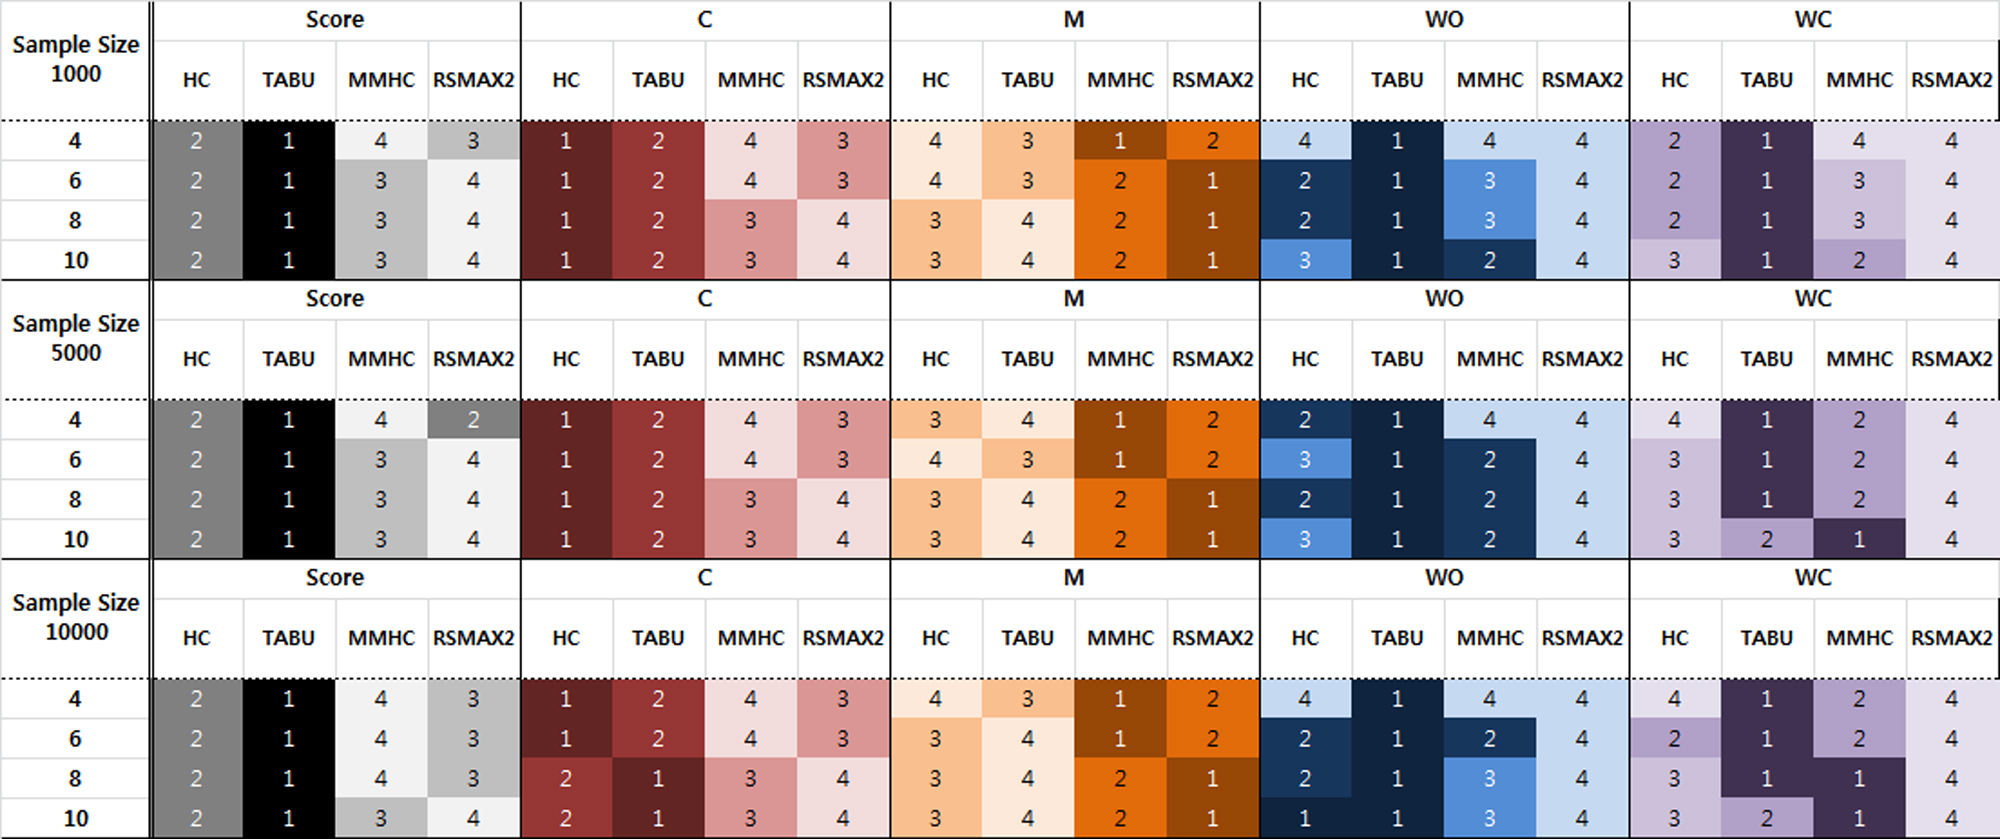 Sample Size 1000 Score C M WO WC
HC TABU MMHC RSMAX2 HC TABU MMHC RSMAX2 HC TABU MMHC RSMAX2 HC TABU MMHC RSMAX2 HC TABU MMHC RSMAX2
4 2 1 4 3 1 2 4 3 4 3 1 2 4 1 4 4 2 1 4 4
6 2 1 3 4 1 2 4 3 4 3 2 1 2 1 3 4 2 1 3 4
8 2 1 3 4 1 2 3 4 3 4 2 1 2 1 3 4 2 1 3 4
10 2 1 3 4 1 2 3 4 3 4 2 1 3 1 2 4 3 1 2 4
Sample Size 5000 Score C M WO WC
HC TABU MMHC RSMAX2 HC TABU MMHC RSMAX2 HC TABU MMHC RSMAX2 HC TABU MMHC RSMAX2 HC TABU MMHC RSMAX2
4 2 1 4 2 1 2 4 3 3 4 1 2 2 1 4 4 4 1 2 4
6 2 1 3 4 1 2 4 3 4 3 1 2 3 1 2 4 3 1 2 4
8 2 1 3 4 1 2 3 4 3 4 2 1 2 1 2 4 3 1 2 4
10 2 1 3 4 1 2 3 4 3 4 2 1 3 1 2 4 3 2 1 4
Sample Size 10000 Score C M WO WC
HC TABU MMHC RSMAX2 HC TABU MMHC RSMAX2 HC TABU MMHC RSMAX2 HC TABU MMHC RSMAX2 HC TABU MMHC RSMAX2
4 2 1 4 3 1 2 4 3 4 3 1 2 4 1 4 4 4 1 2 4
6 2 1 4 3 1 2 4 3 3 4 1 2 2 1 2 4 2 1 2 4
8 2 1 4 3 2 1 3 4 3 4 2 1 2 1 3 4 3 1 1 4
10 2 1 3 4 2 1 3 4 3 4 2 1 1 1 3 4 3 2 1 4